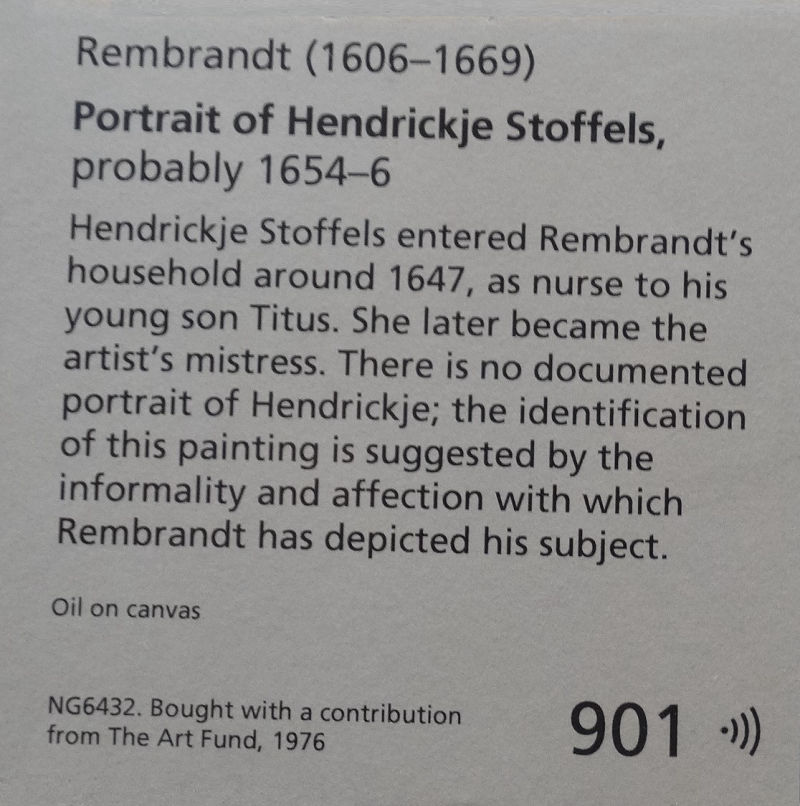 Rembrandt (1606–1669)
Portrait of Hendrickje Stoffels,
probably 1654–6
Hendrickje Stoffels entered Rembrandt’s
household around 1647, as nurse to his
young son Titus. She later became the
artist’s mistress. There is no documented
portrait of Hendrickje; the identification
of this painting is suggested by the
informality and affection with which
Rembrandt has depicted his subject.
Oil on canvas
NG6432. Bought with a contribution
from The Art Fund, 1976
901